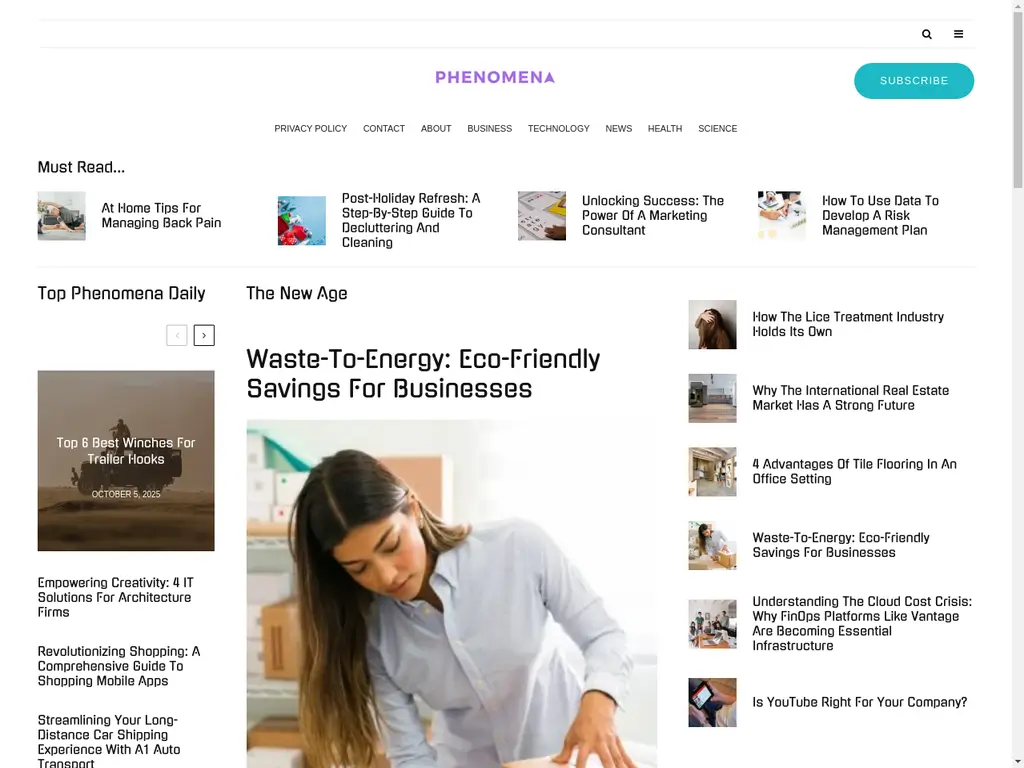 PHENOMENA
SUBSCRIBE
PRIVACY POLICY CONTACT ABOUT BUSINESS TECHNOLOGY NEWS HEALTH SCIENCE
Must Read...
At Home Tips For
Managing Back Pain
Post-Holiday Refresh: A
Step-By-Step Guide To
Decluttering And
Cleaning
Unlocking Success: The
Power Of A Marketing
Consultant
How To Use Data To
Develop A Risk
Management Plan
Top Phenomena Daily
Top 6 Best Winches For
Trailer Hooks
OCTOBER 5, 2025
Empowering Creativity: 4 IT
Solutions For Architecture
Firms
Revolutionizing Shopping: A
Comprehensive Guide To
Shopping Mobile Apps
Streamlining Your Long-
Distance Car Shipping
Experience With A1 Auto
Transport
The New Age
Waste-To-Energy: Eco-Friendly
Savings For Businesses
How The Lice Treatment Industry
Holds Its Own
Why The International Real Estate
Market Has A Strong Future
4 Advantages Of Tile Flooring In An
Office Setting
Waste-To-Energy: Eco-Friendly
Savings For Businesses
Understanding The Cloud Cost Crisis:
Why FinOps Platforms Like Vantage
Are Becoming Essential
Infrastructure
Is YouTube Right For Your Company?